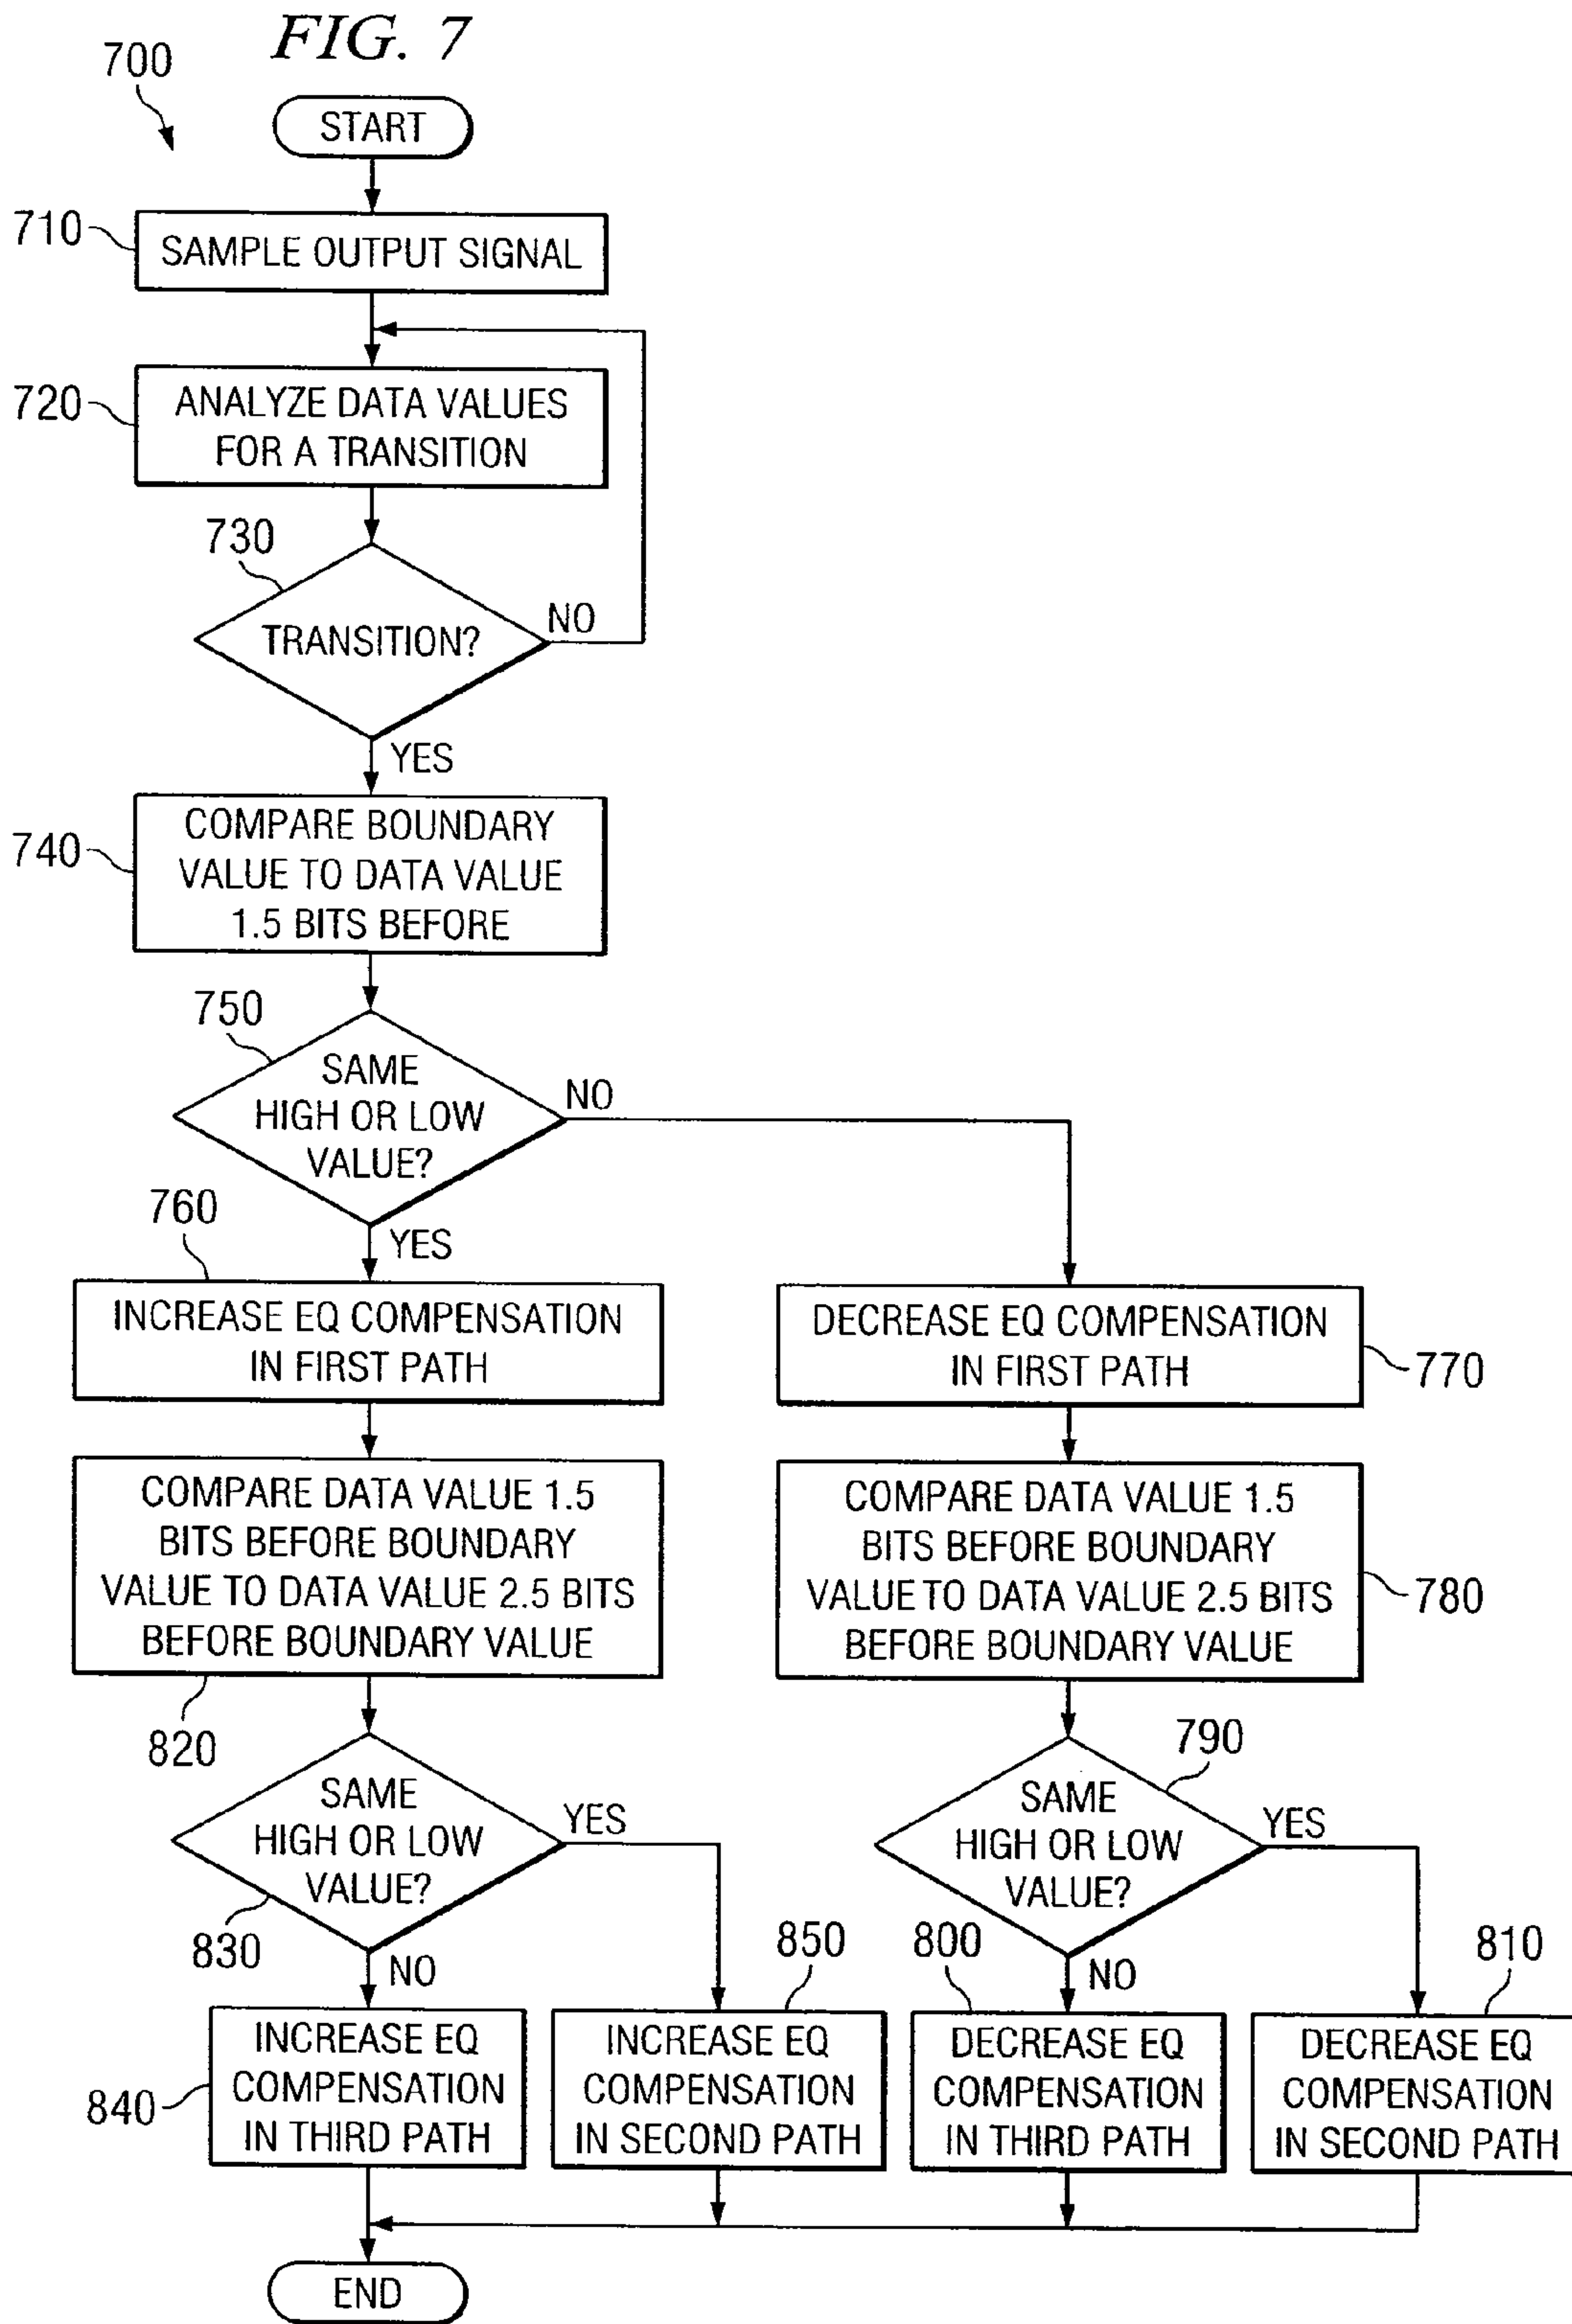 FIG. 7
700
START
710
SAMPLE OUTPUT SIGNAL
720
ANALYZE DATA VALUES
FOR A TRANSITION
730
TRANSITION?
NO
YES
740
COMPARE BOUNDARY
VALUE TO DATA VALUE
1.5 BITS BEFORE
750
SAME
HIGH OR LOW
VALUE?
NO
YES
760
INCREASE EQ COMPENSATION
IN FIRST PATH
DECREASE EQ COMPENSATION
IN FIRST PATH
770
COMPARE DATA VALUE 1.5
BITS BEFORE BOUNDARY
VALUE TO DATA VALUE 2.5 BITS
BEFORE BOUNDARY VALUE
820
COMPARE DATA VALUE 1.5
BITS BEFORE BOUNDARY
VALUE TO DATA VALUE 2.5 BITS
BEFORE BOUNDARY VALUE
780
SAME
HIGH OR LOW
VALUE?
YES
830
NO
790
SAME
HIGH OR LOW
VALUE?
YES
NO
840
INCREASE EQ
COMPENSATION
IN THIRD PATH
850
INCREASE EQ
COMPENSATION
IN SECOND PATH
800
DECREASE EQ
COMPENSATION
IN THIRD PATH
810
DECREASE EQ
COMPENSATION
IN SECOND PATH
END